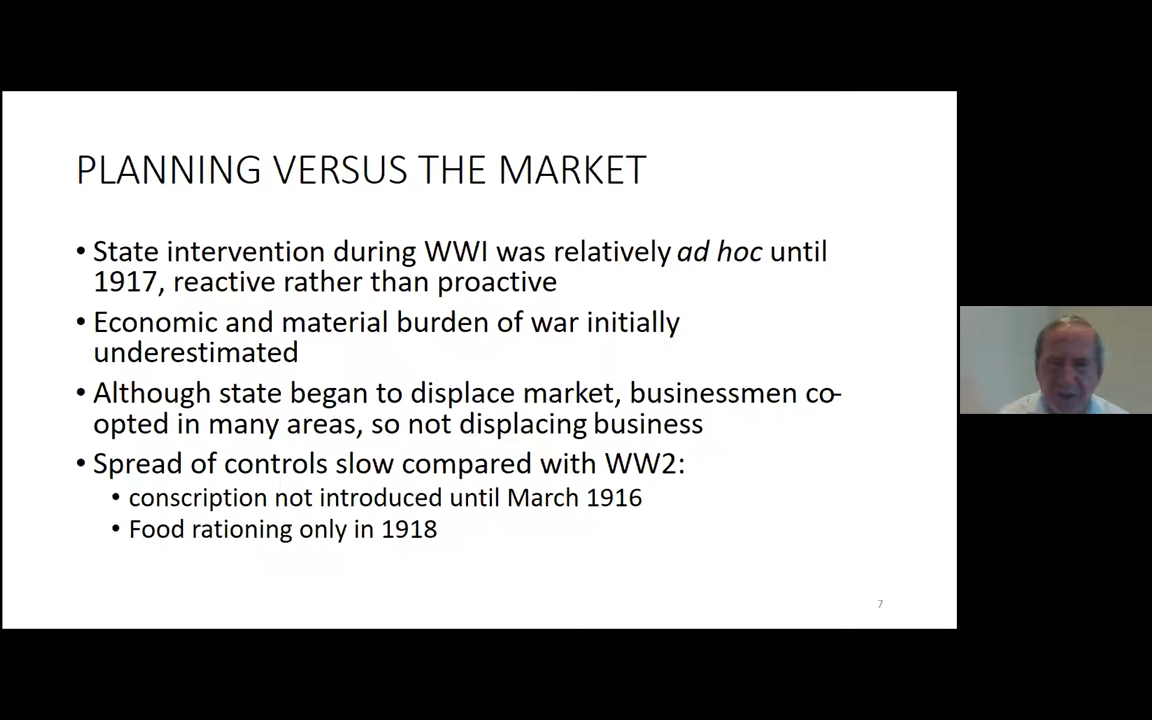 PLANNING VERSUS THE MARKET
• State intervention during WWI was relatively ad hoc until
1917, reactive rather than proactive
• Economic and material burden of war initially
underestimated
• Although state began to displace market, businessmen co-
opted in many areas, so not displacing business
• Spread of controls slow compared with WW2:
• conscription not introduced until March 1916
• Food rationing only in 1918
7